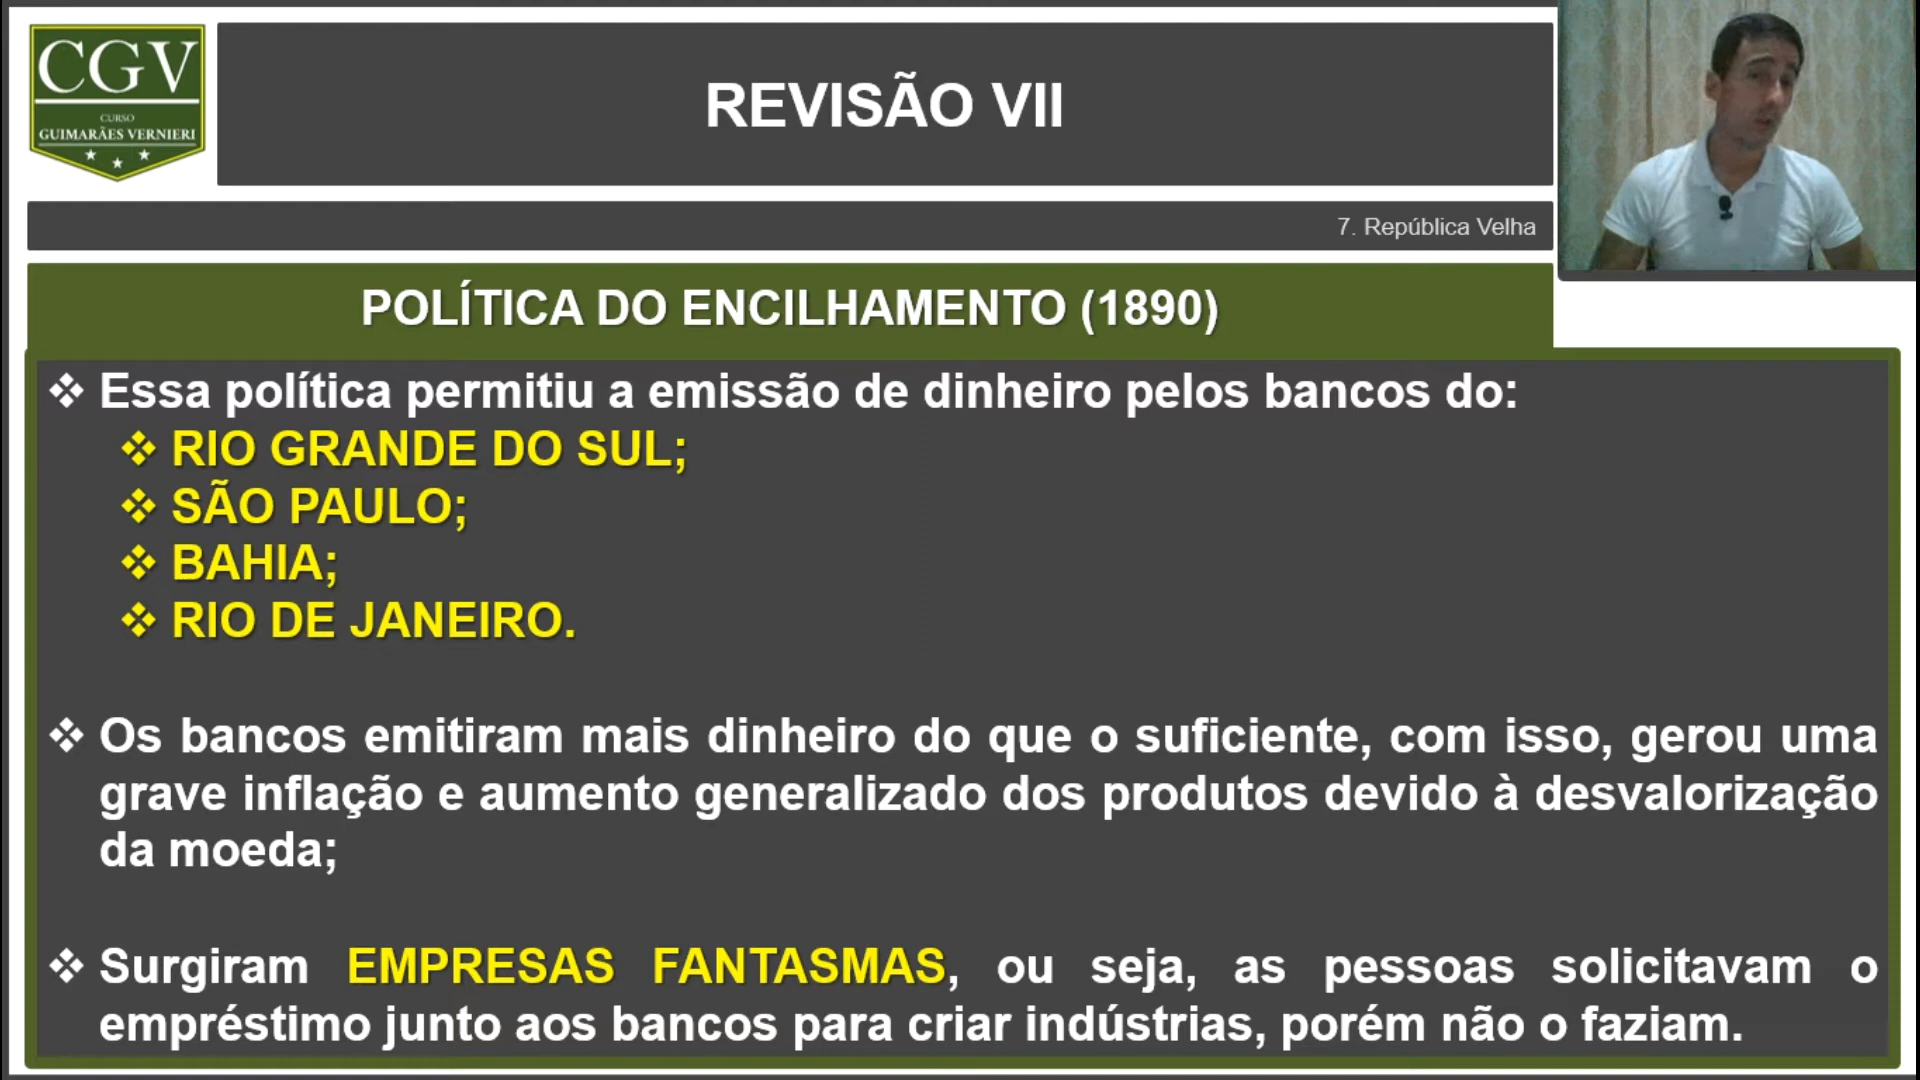 CGV
CURSO
GUIMARÃES VERNIERI
REVISÃO VII
7. República Velha
POLÍTICA DO ENCILHAMENTO (1890)
❖ Essa política permitiu a emissão de dinheiro pelos bancos do:
❖ RIO GRANDE DO SUL;
❖ SÃO PAULO;
❖ BAHIA;
❖ RIO DE JANEIRO.
❖ Os bancos emitiram mais dinheiro do que o suficiente, com isso, gerou uma
grave inflação e aumento generalizado dos produtos devido à desvalorização
da moeda;
❖ Surgiram EMPRESAS FANTASMAS, ou seja, as pessoas solicitavam o
empréstimo junto aos bancos para criar indústrias, porém não o faziam.